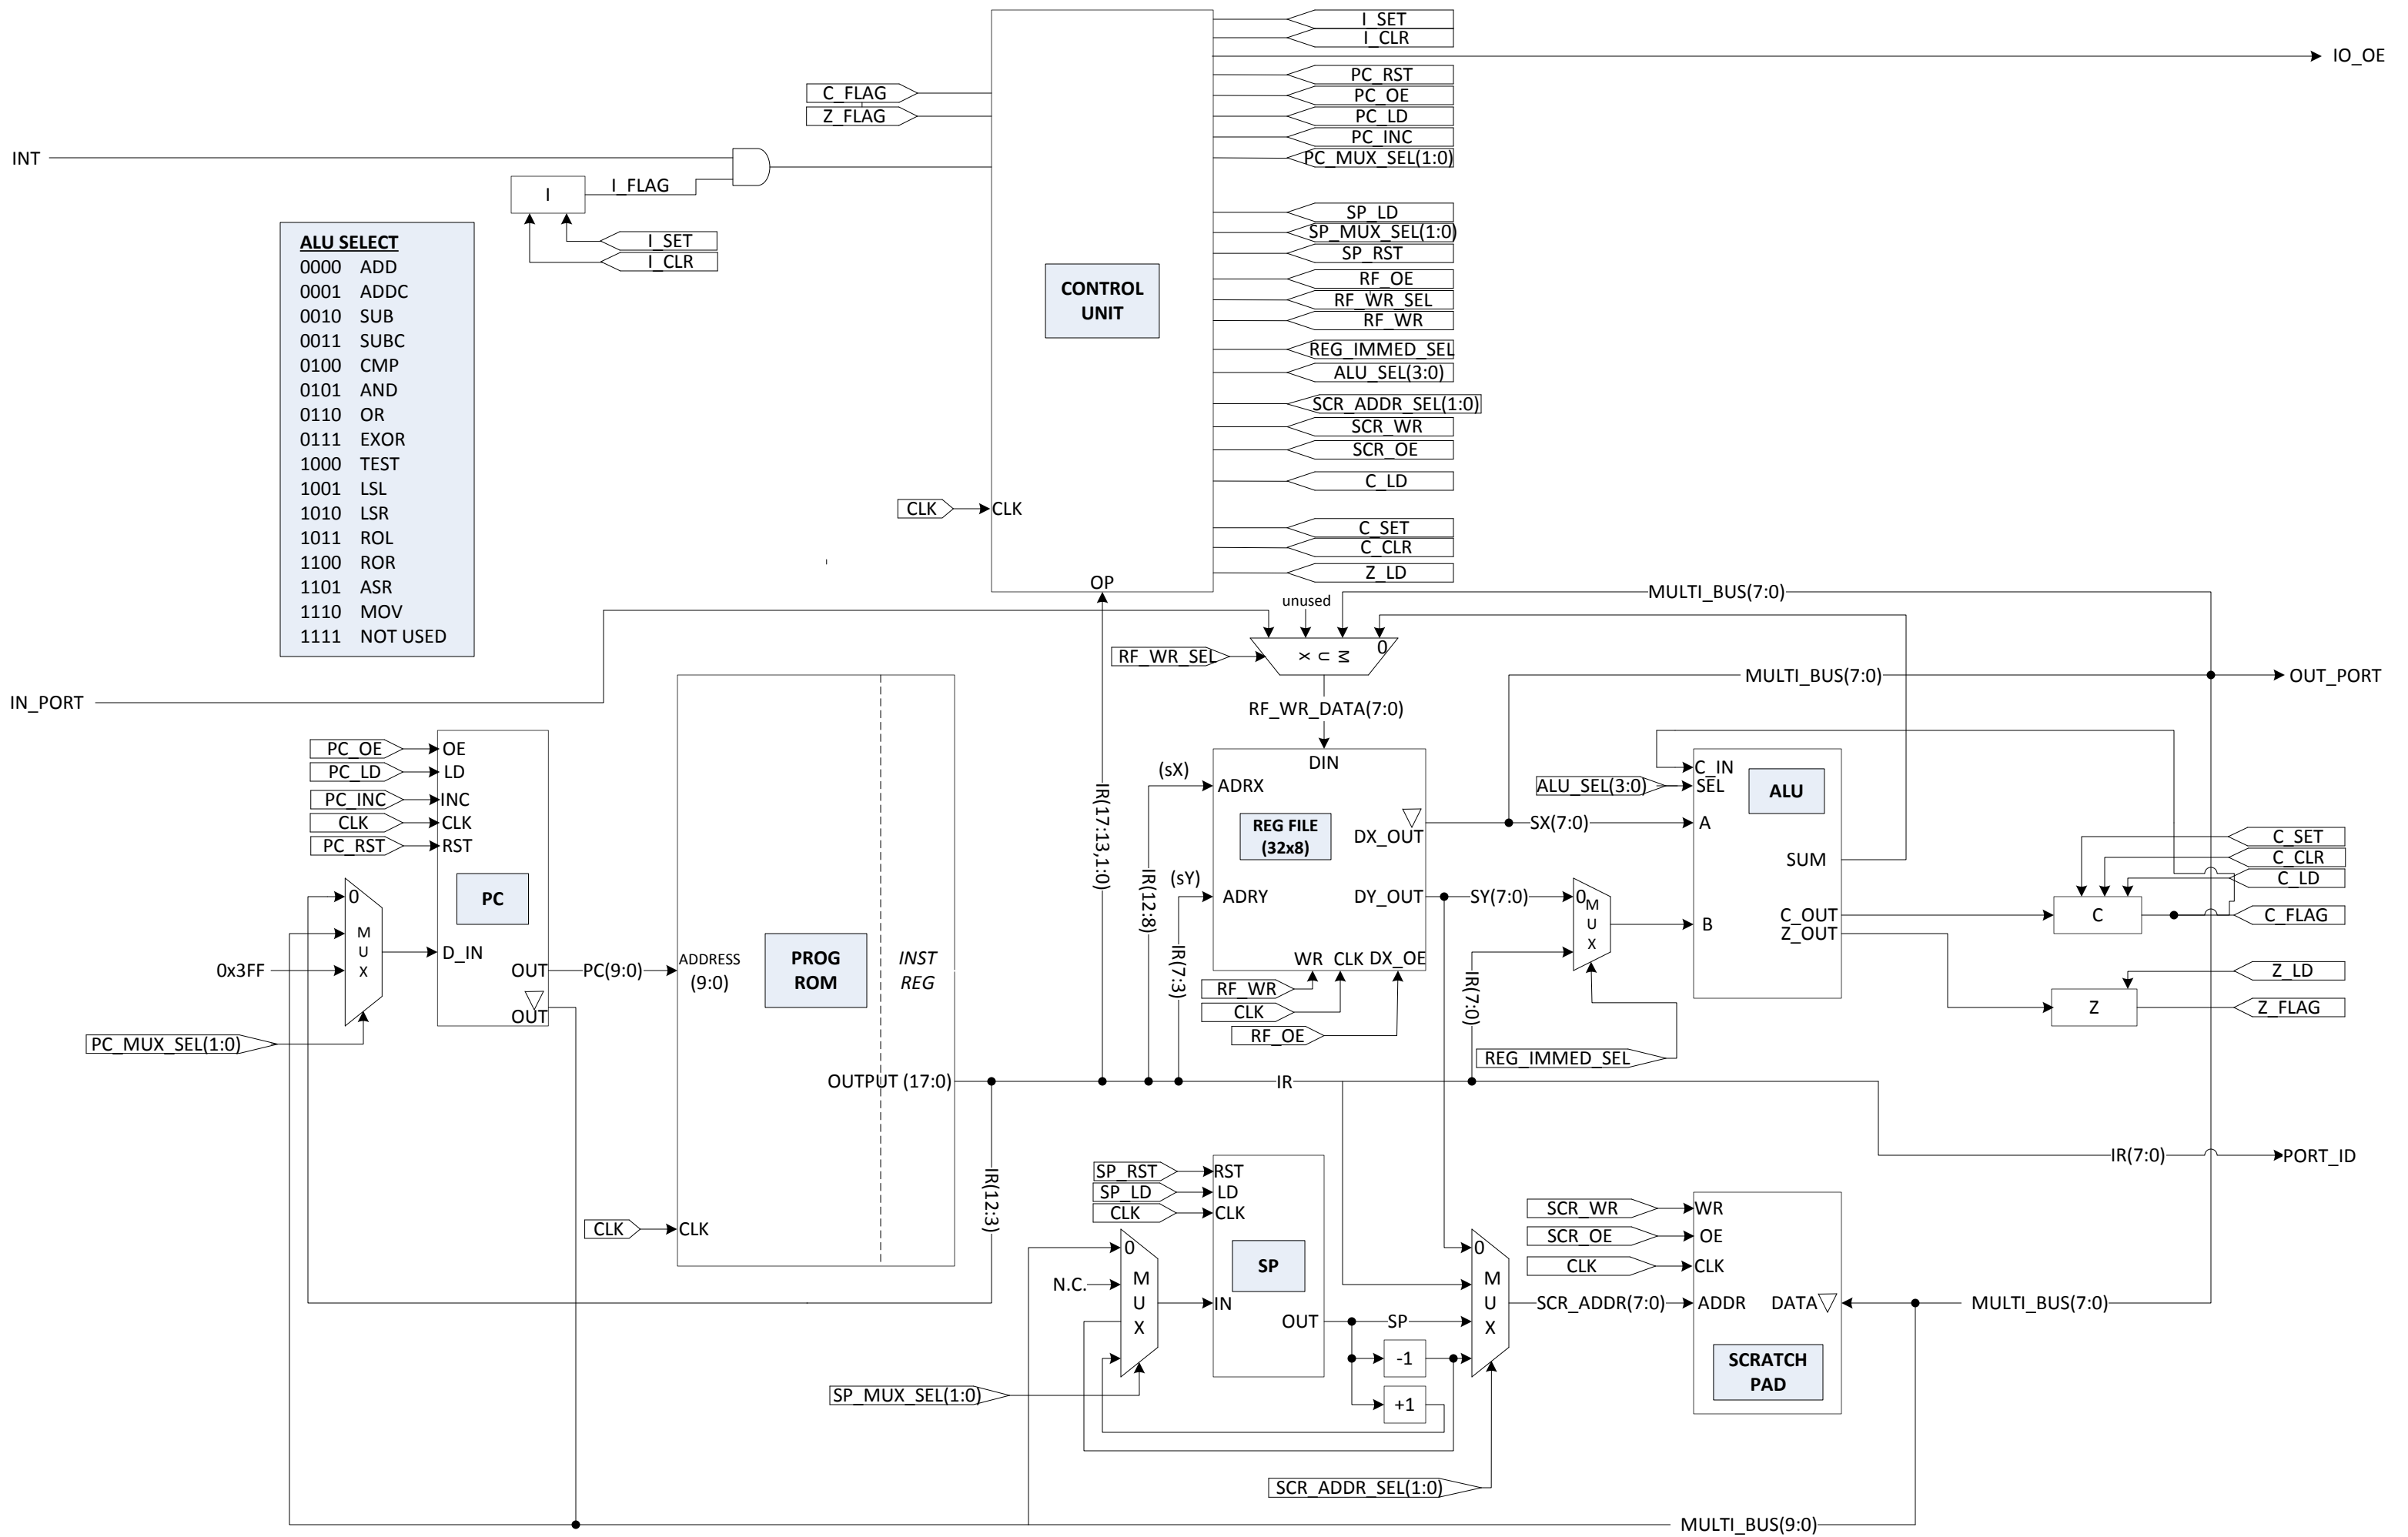 I_SET
I_CLR
IO_OE
PC_RST
PC_OE
PC_LD
PC_INC
PC_MUX_SEL(1:0)
C_FLAG
Z_FLAG
INT
I
I_FLAG
I_SET
I_CLR
SP_LD
SP_MUX_SEL(1:0)
SP_RST
RF_OE
RF_WR_SEL
RF_WR
REG_IMMED_SEL
ALU_SEL(3:0)
SCR_ADDR_SEL(1:0)
SCR_WR
SCR_OE
C_LD
C_SET
C_CLR
Z_LD
CONTROL
UNIT
CLK
CLK
OP
ALU SELECT
0000 ADD
0001 ADDC
0010 SUB
0011 SUBC
0100 CMP
0101 AND
0110 OR
0111 EXOR
1000 TEST
1001 LSL
1010 LSR
1011 ROL
1100 ROR
1101 ASR
1110 MOV
1111 NOT USED
unused
MULTI_BUS(7:0)
RF_WR_SEL
MUX
0
RF_WR_DATA(7:0)
MULTI_BUS(7:0)
OUT_PORT
IN_PORT
PC_OE
OE
PC_LD
LD
PC_INC
INC
CLK
CLK
PC_RST
RST
PC
0
MUX
D_IN
0x3FF
PC_MUX_SEL(1:0)
OUT
OUT
PC(9:0)
ADDRESS
(9:0)
PROG
ROM
INST
REG
OUTPUT (17:0)
CLK
CLK
IR(17:13,1:0)
IR(12:8)
IR(7:3)
IR(12:3)
(sX)
ADRX
(sY)
ADRY
DIN
REG FILE
(32x8)
DX_OUT
DY_OUT
WR
CLK
DX_OE
RF_WR
CLK
RF_OE
SX(7:0)
SY(7:0)
0
MUX
IR(7:0)
REG_IMMED_SEL
C_IN
ALU_SEL(3:0)
SEL
ALU
A
B
SUM
C_OUT
Z_OUT
C_SET
C_CLR
C_LD
C
C_FLAG
Z_LD
Z
Z_FLAG
IR
IR(7:0)
PORT_ID
SP_RST
RST
SP_LD
LD
CLK
CLK
SP
0
N.C.
MUX
IN
OUT
SP
-1
+1
SP_MUX_SEL(1:0)
0
MUX
SCR_ADDR(7:0)
SCR_ADDR_SEL(1:0)
SCR_WR
WR
SCR_OE
OE
CLK
CLK
ADDR
DATA
SCRATCH
PAD
MULTI_BUS(7:0)
MULTI_BUS(9:0)